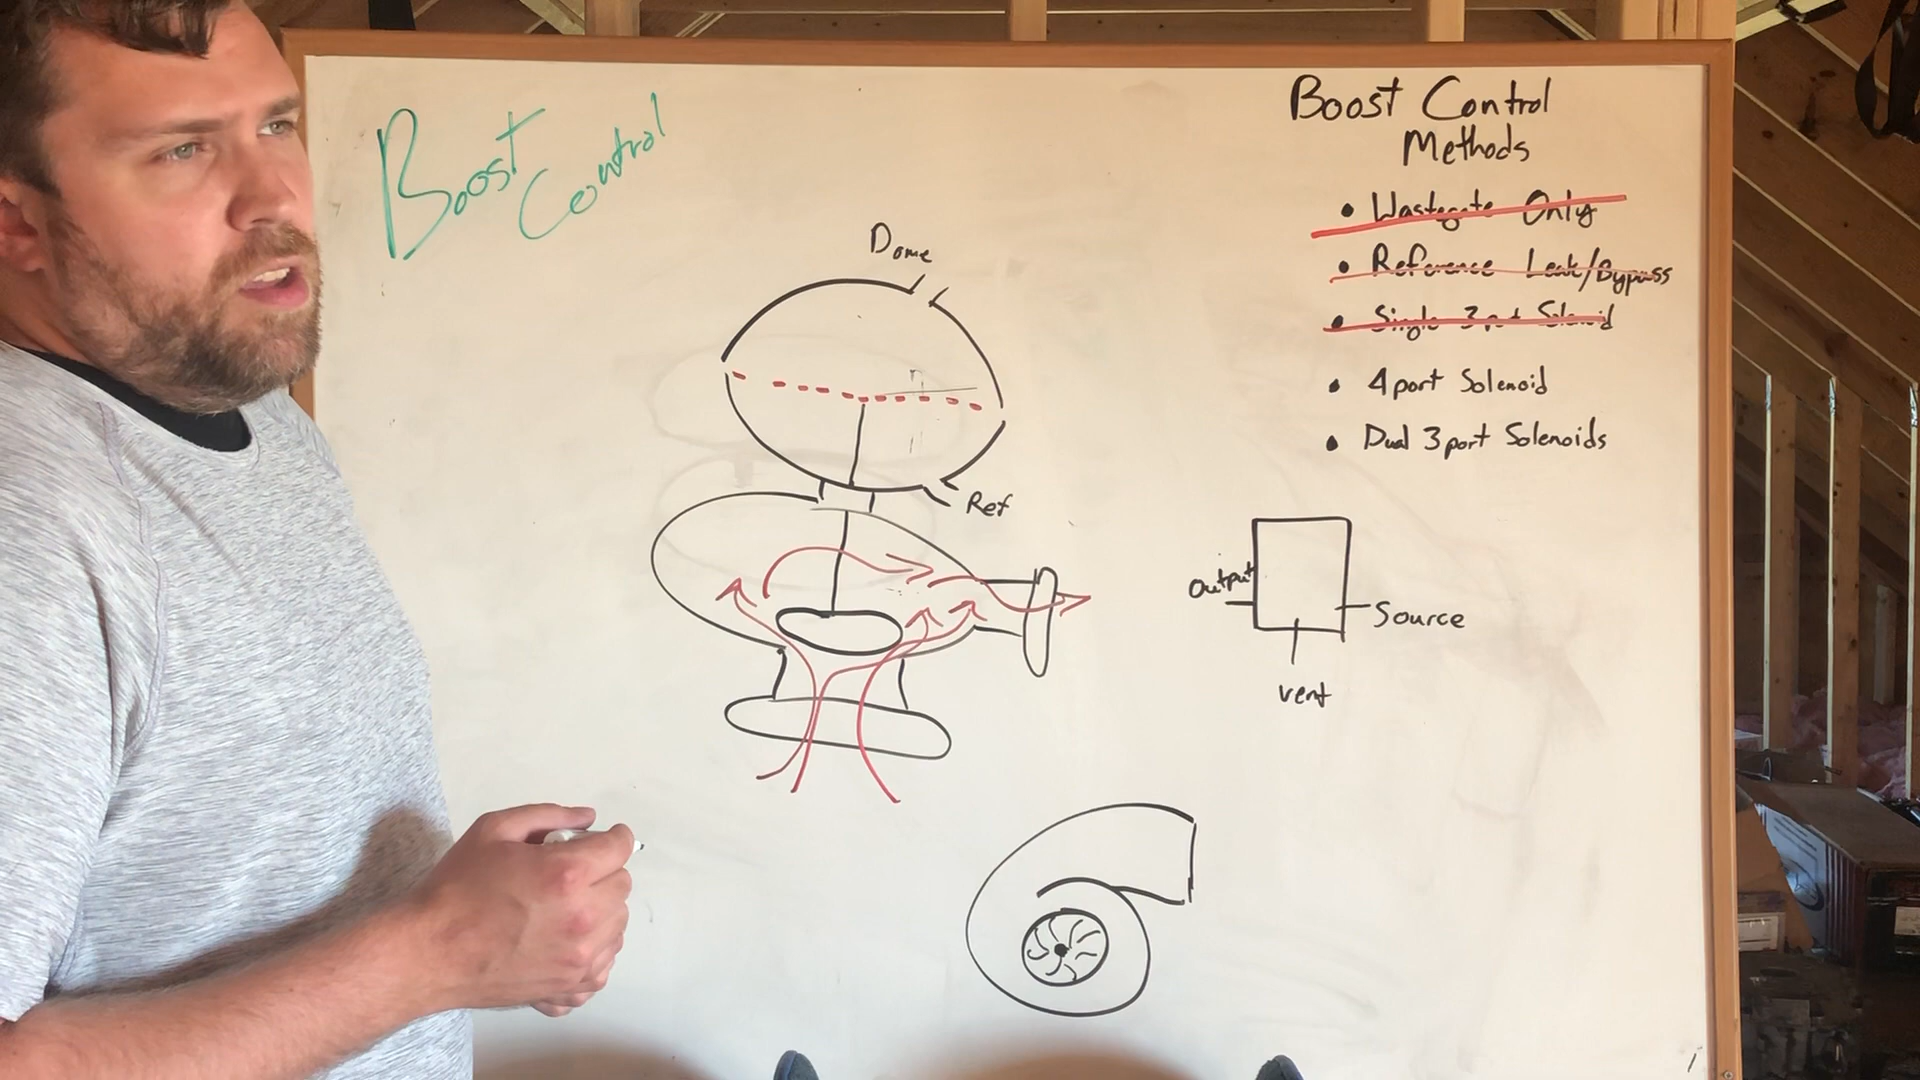 Boost
Control
Boost Control
Methods
• Wastegate Only
• Reference Leak/Bypass
• Single 3port Solenoid
• 4port Solenoid
• Dual 3port Solenoids
Dome
Ref
Output
Source
vent